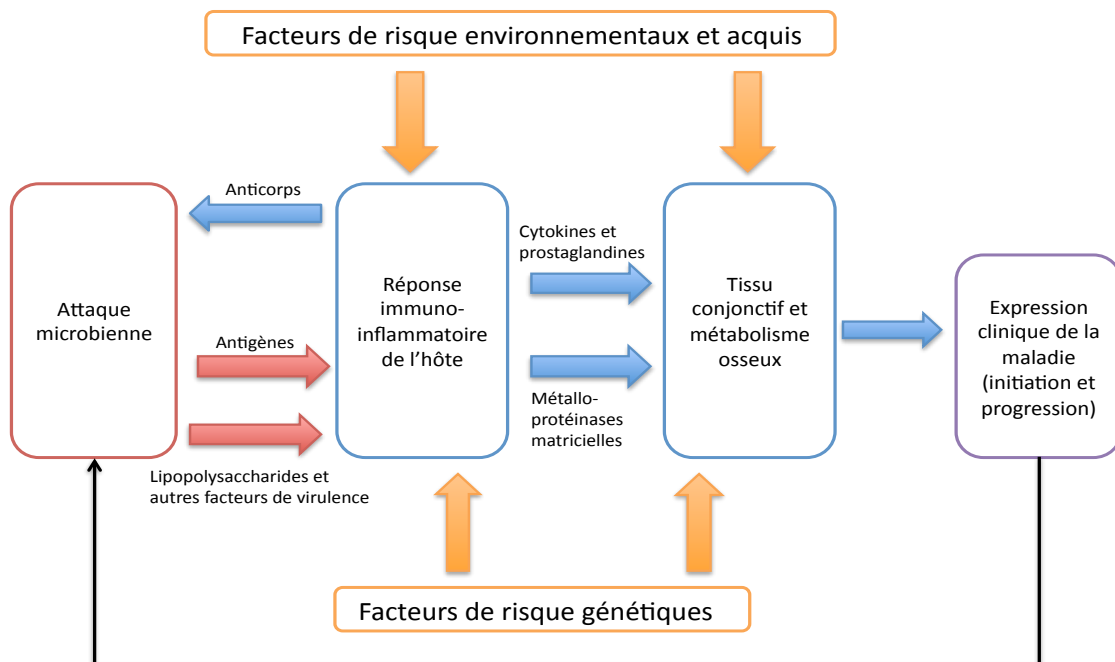 Facteurs de risque environnementaux et acquis
Anticorps
Attaque
microbienne
Antigènes
Lipopolysaccharides et
autres facteurs de virulence
Réponse
immuno-
inflammatoire
de l’hôte
Cytokines et
prostaglandines
Métallo-
protéinases
matricielles
Tissu
conjonctif et
métabolisme
osseux
Expression
clinique de la
maladie
(initiation et
progression)
Facteurs de risque génétiques